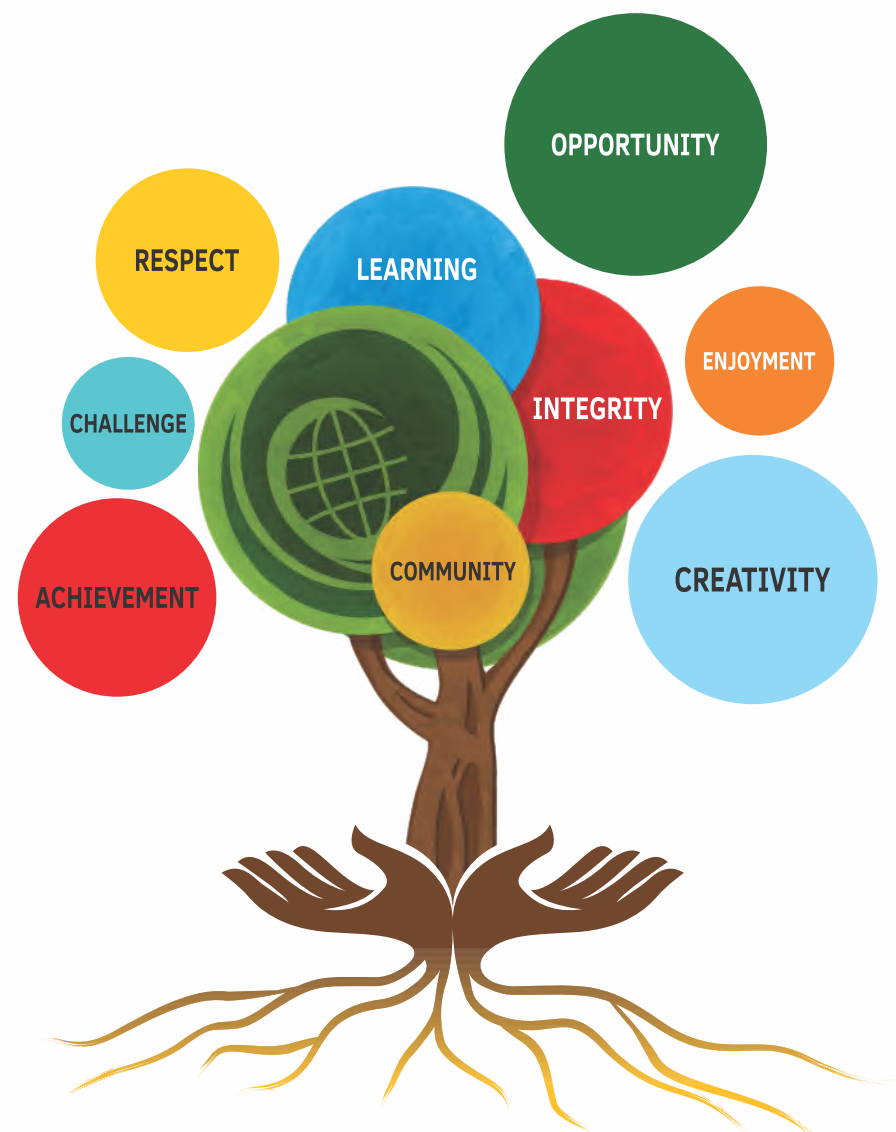 OPPORTUNITY
RESPECT
LEARNING
ENJOYMENT
INTEGRITY
CHALLENGE
COMMUNITY
CREATIVITY
ACHIEVEMENT